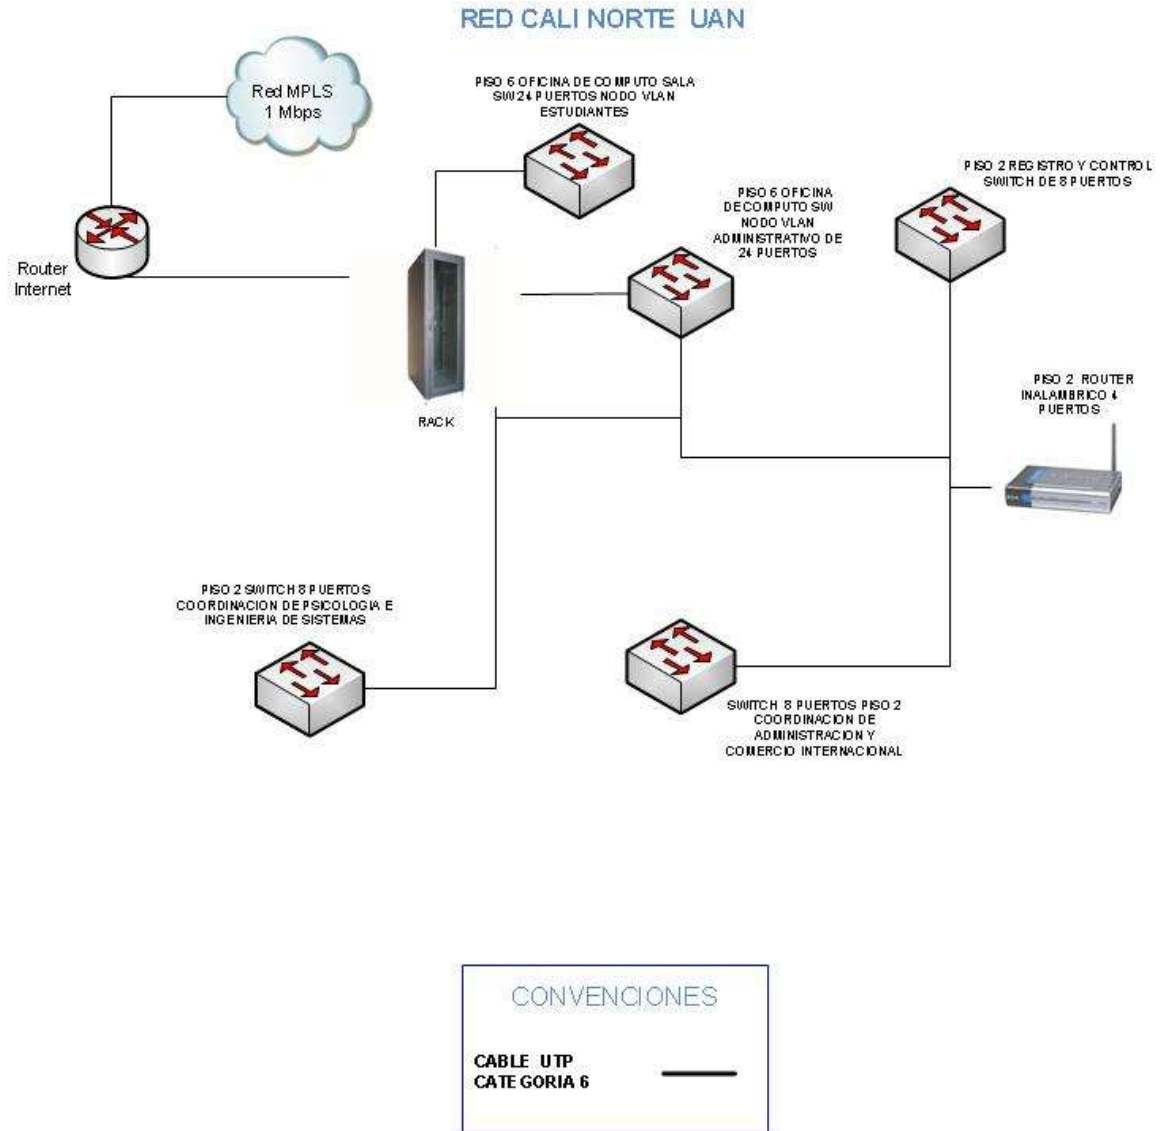 RED CALI NORTE UAN
Red MPLS
1 Mbps
PISO 6 OFICINA DE COMPUTO SALA
SW 24 PUERTOS NODO VLAN
ESTUDIANTES
PISO 2 REGISTRO Y CONTROL
SWITCH DE 8 PUERTOS
PISO 6 OFICINA
DE COMPUTO SW
NODO VLAN
ADMINISTRATIVO DE
24 PUERTOS
Router
Internet
PISO 2 ROUTER
INALAMBRICO 4
PUERTOS
RACK
PISO 2 SWITCH 8 PUERTOS
COORDINACION DE PSICOLOGIA E
INGENIERIA DE SISTEMAS
SWITCH 8 PUERTOS PISO 2
COORDINACION DE
ADMINISTRACION Y
COMERCIO INTERNACIONAL
CONVENCIONES
CABLE UTP
CATEGORIA 6